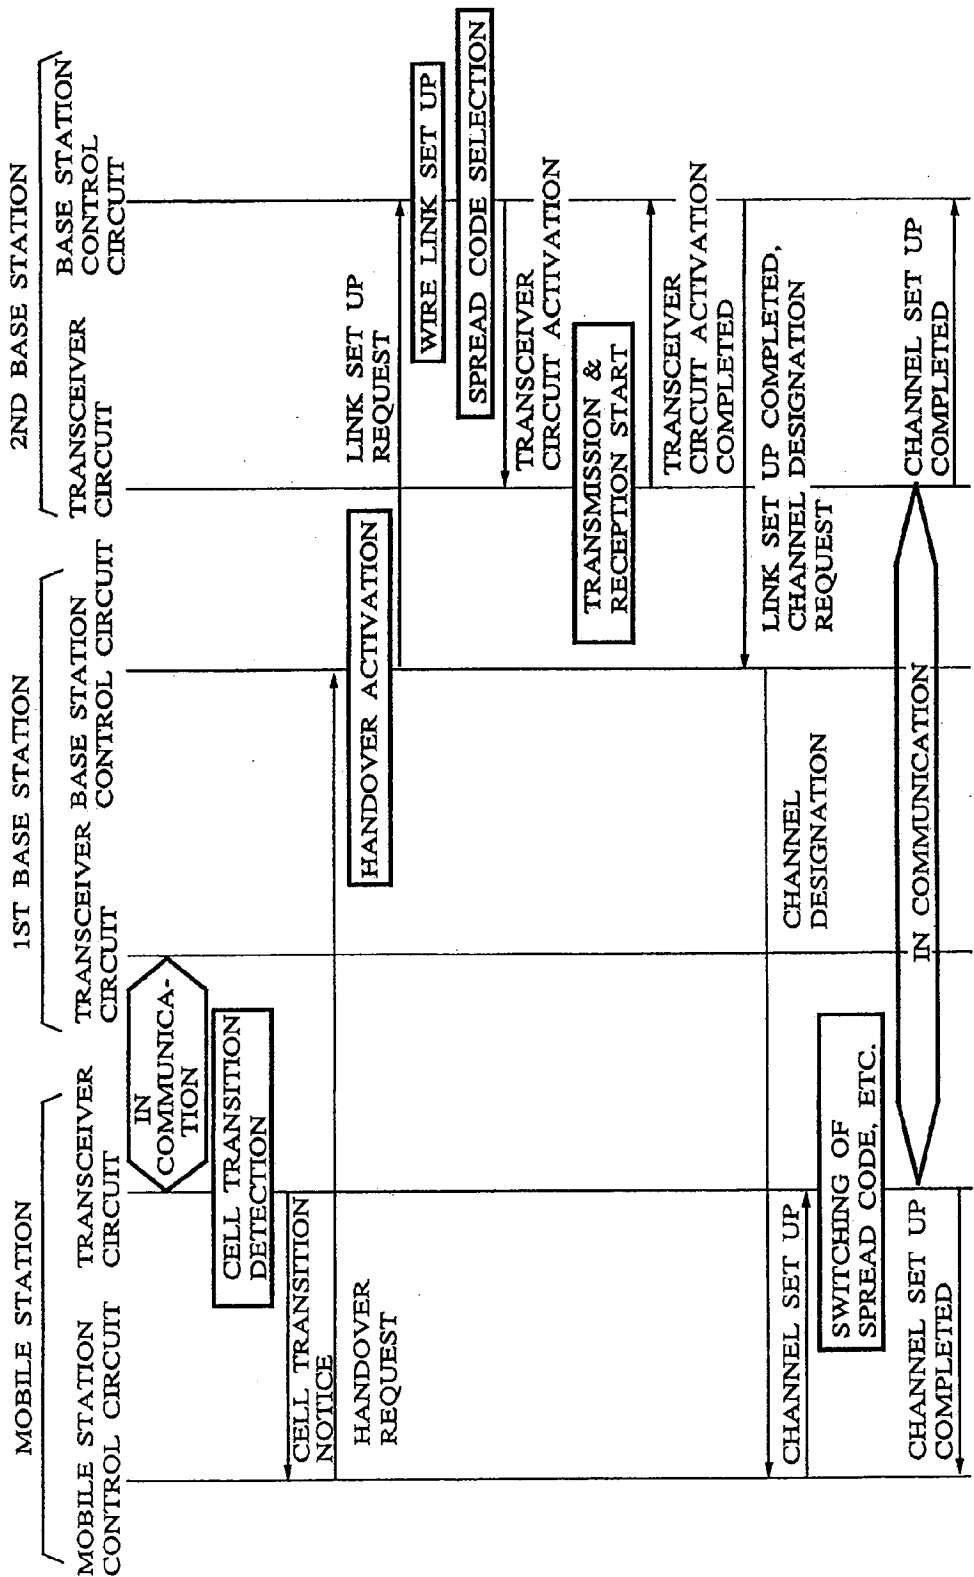 MOBILE STATION
1ST BASE STATION
2ND BASE STATION
MOBILE STATION
CONTROL CIRCUIT
TRANSCEIVER
CIRCUIT
TRANSCEIVER
CIRCUIT
BASE STATION
CONTROL CIRCUIT
TRANSCEIVER
CIRCUIT
BASE STATION
CONTROL
CIRCUIT
IN
COMMUNICA-
TION
CELL TRANSITION
DETECTION
CELL TRANSITION
NOTICE
HANDOVER
REQUEST
HANDOVER ACTIVATION
LINK SET UP
REQUEST
WIRE LINK SET UP
SPREAD CODE SELECTION
TRANSCEIVER
CIRCUIT ACTIVATION
TRANSMISSION &
RECEPTION START
TRANSCEIVER
CIRCUIT ACTIVATION
COMPLETED
LINK SET UP COMPLETED,
CHANNEL DESIGNATION
REQUEST
CHANNEL
DESIGNATION
CHANNEL SET UP
SWITCHING OF
SPREAD CODE, ETC.
IN COMMUNICATION
CHANNEL SET UP
COMPLETED
CHANNEL SET UP
COMPLETED